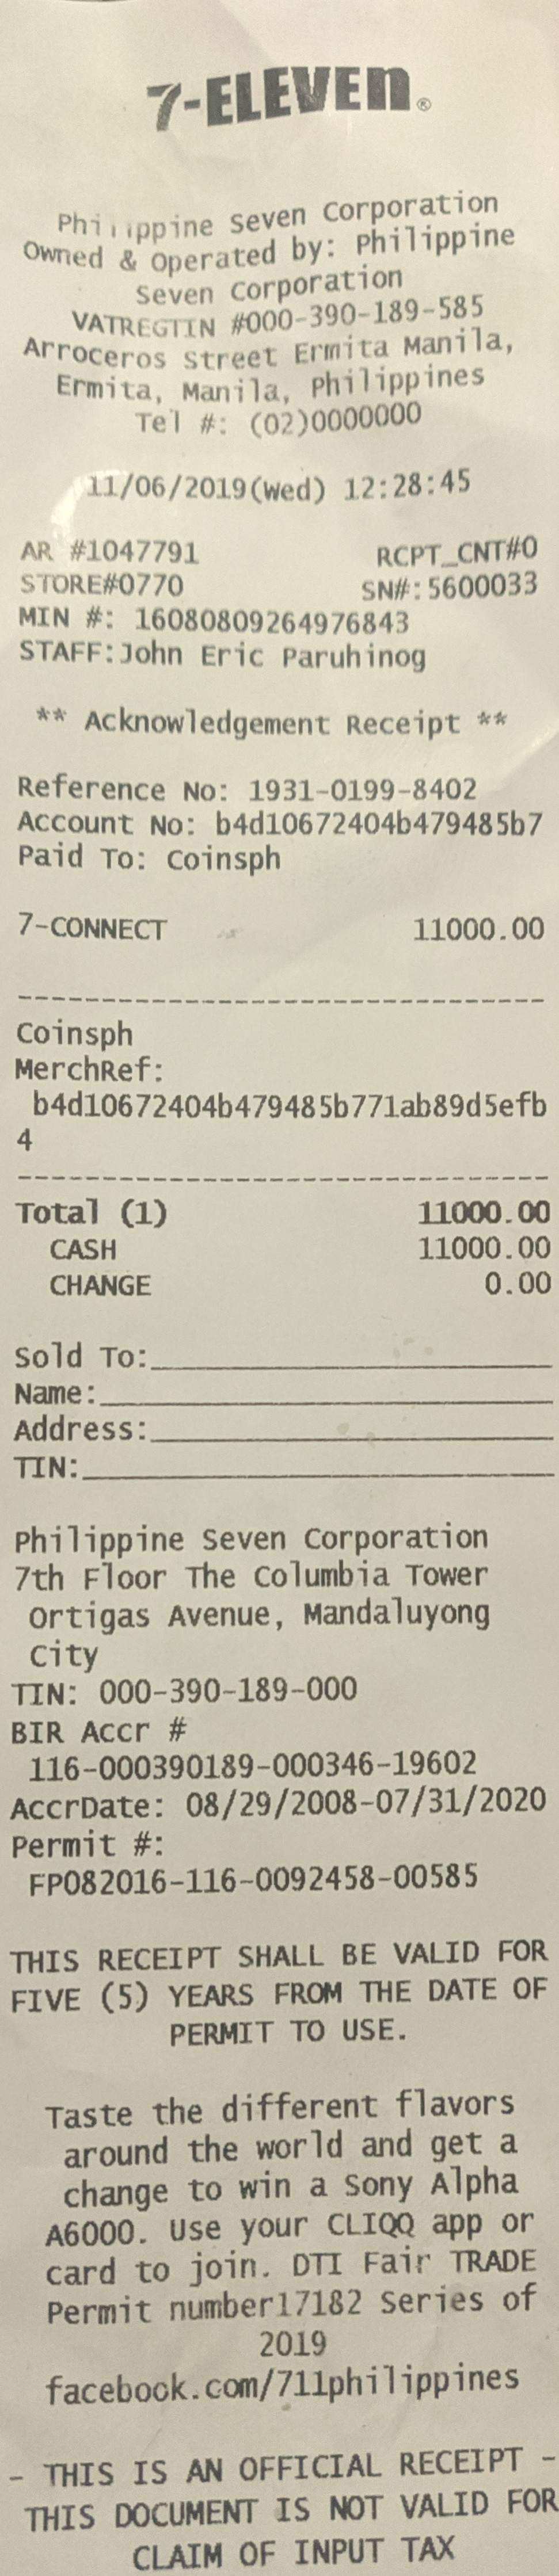 7-ELEVEn®
Philippine Seven Corporation
Owned & Operated by: Philippine
Seven Corporation
VATREGTIN #000-390-189-585
Arroceros Street Ermita Manila,
Ermita, Manila, Philippines
Tel #: (02)0000000
11/06/2019(Wed) 12:28:45
AR #1047791 RCPT_CNT#0
STORE#0770 SN#:5600033
MIN #: 16080809264976843
STAFF:John Eric Paruhinog
** Acknowledgement Receipt **
Reference No: 1931-0199-8402
Account No: b4d10672404b479485b7
Paid To: Coinsph
7-CONNECT 11000.00
--------------------------------
Coinsph
MerchRef:
b4d10672404b479485b771ab89d5efb
4
--------------------------------
Total (1) 11000.00
CASH 11000.00
CHANGE 0.00
Sold To:_______________________
Name:__________________________
Address:_______________________
TIN:___________________________
Philippine Seven Corporation
7th Floor The Columbia Tower
Ortigas Avenue, Mandaluyong
City
TIN: 000-390-189-000
BIR Accr #
116-000390189-000346-19602
AccrDate: 08/29/2008-07/31/2020
Permit #:
FP082016-116-0092458-00585
THIS RECEIPT SHALL BE VALID FOR
FIVE (5) YEARS FROM THE DATE OF
PERMIT TO USE.
Taste the different flavors
around the world and get a
change to win a Sony Alpha
A6000. Use your CLIQQ app or
card to join. DTI Fair TRADE
Permit number17182 Series of
2019
facebook.com/711philippines
- THIS IS AN OFFICIAL RECEIPT -
THIS DOCUMENT IS NOT VALID FOR
CLAIM OF INPUT TAX